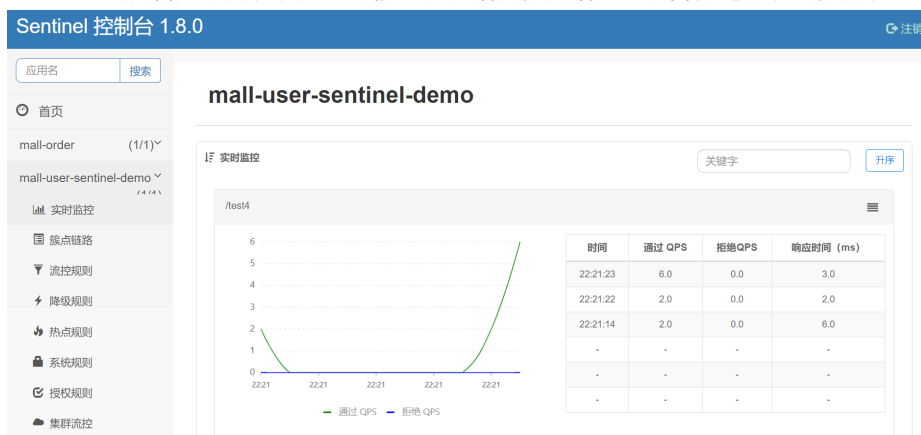 Sentinel 控制台 1.8.0
注销
应用名 搜索
首页
mall-order (1/1)
mall-user-sentinel-demo
(1/1)
实时监控
簇点链路
流控规则
降级规则
热点规则
系统规则
授权规则
集群流控
mall-user-sentinel-demo
实时监控 关键字 升序
/test4
6
5
4
3
2
1
0
22:21 22:21 22:21 22:21 22:21
通过 QPS 拒绝 QPS
时间 通过 QPS 拒绝QPS 响应时间（ms）
22:21:23 6.0 0.0 3.0
22:21:22 2.0 0.0 2.0
22:21:14 2.0 0.0 6.0
- - - -
- - - -
- - - -